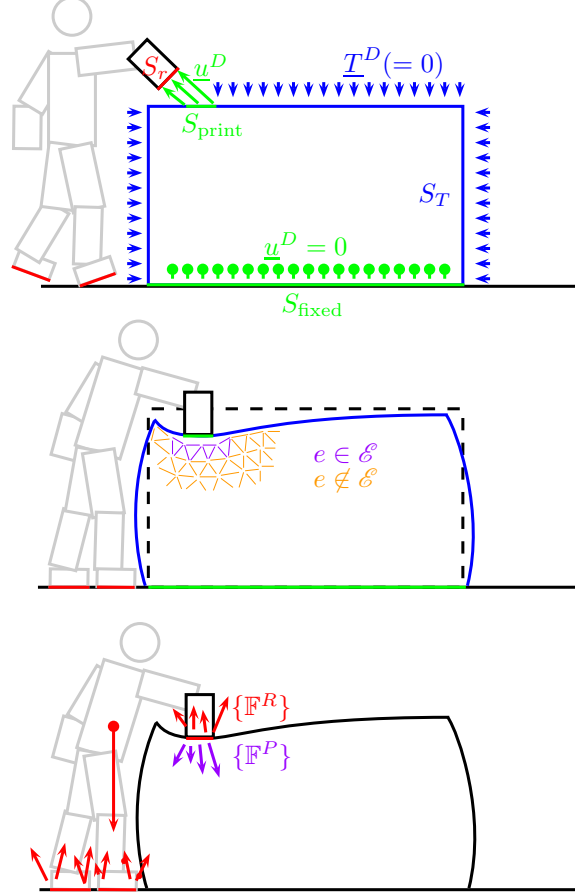 S_r
u^D
T^D(= 0)
S_print
S_T
u^D = 0
S_fixed
e ∈ ℰ
e ∉ ℰ
{𝔽^R}
{𝔽^P}